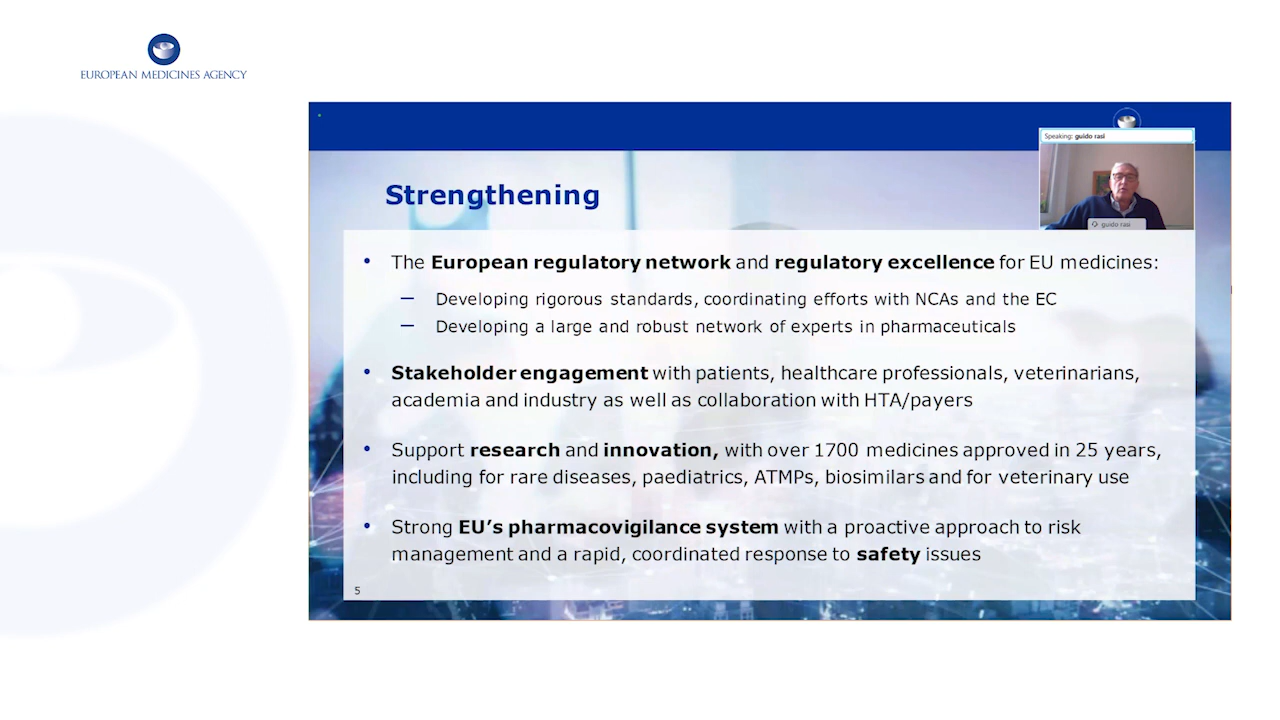 EUROPEAN MEDICINES AGENCY
Speaking: guido rasi
guido rasi
Strengthening
• The European regulatory network and regulatory excellence for EU medicines:
– Developing rigorous standards, coordinating efforts with NCAs and the EC
– Developing a large and robust network of experts in pharmaceuticals
• Stakeholder engagement with patients, healthcare professionals, veterinarians,
academia and industry as well as collaboration with HTA/payers
• Support research and innovation, with over 1700 medicines approved in 25 years,
including for rare diseases, paediatrics, ATMPs, biosimilars and for veterinary use
• Strong EU’s pharmacovigilance system with a proactive approach to risk
management and a rapid, coordinated response to safety issues
5